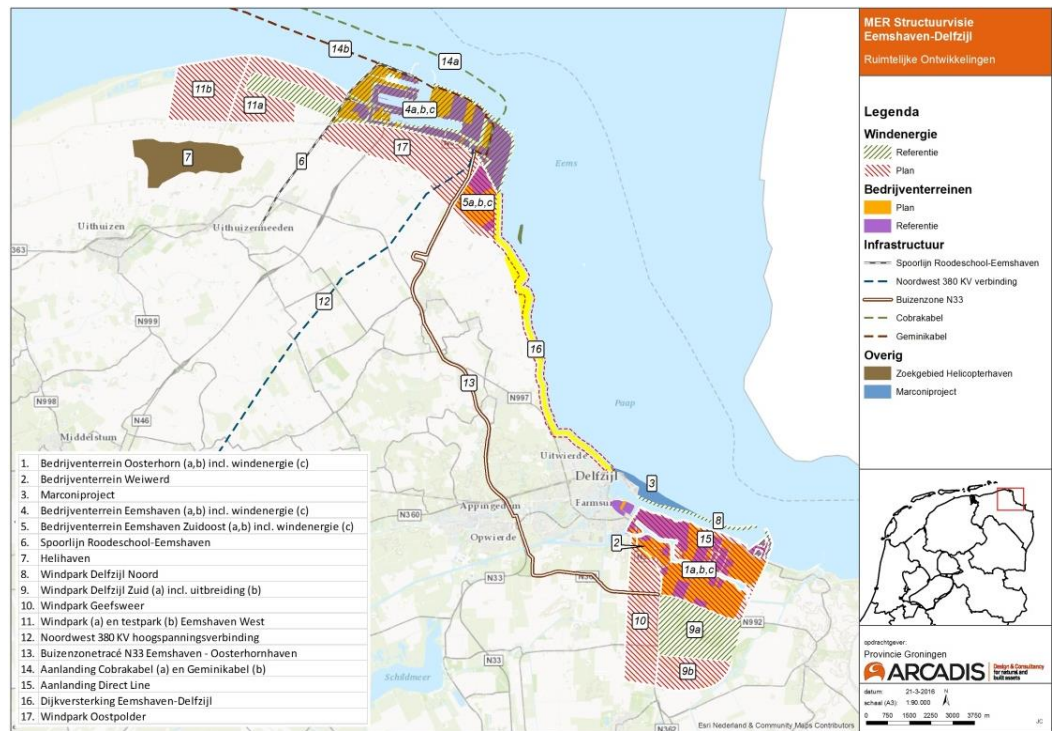 MER Structuurvisie
Eemshaven-Delfzijl
Ruimtelijke Ontwikkelingen
Legenda
Windenergie
Referentie
Plan
Bedrijventerreinen
Plan
Referentie
Infrastructuur
Spoorlijn Roodeschool-Eemshaven
Noordwest 380 KV verbinding
Buizenzone N33
Cobrakabel
Geminikabel
Overig
Zoekgebied Helicopterhaven
Marconiproject
14b
14a
11b
11a
4a,b,c
7
6
17
Eems
5a,b,c
Uithuizen
Uithuizermeeden
363
12
N999
16
13
N997
Paap
N998
N46
Middelstum
Uitwierde
Delfzijl
3
Farmsum
8
Appingedam
N360
Opwierde
2
15
1a,b,c
N33
N362
10
9a
N992
N33
9b
Schildmeer
N362
1. Bedrijventerrein Oosterhorn (a,b) incl. windenergie (c)
2. Bedrijventerrein Weiwerd
3. Marconiproject
4. Bedrijventerrein Eemshaven (a,b) incl. windenergie (c)
5. Bedrijventerrein Eemshaven Zuidoost (a,b) incl. windenergie (c)
6. Spoorlijn Roodeschool-Eemshaven
7. Helihaven
8. Windpark Delfzijl Noord
9. Windpark Delfzijl Zuid (a) incl. uitbreiding (b)
10. Windpark Geefsweer
11. Windpark (a) en testpark (b) Eemshaven West
12. Noordwest 380 KV hoogspanningsverbinding
13. Buizenzonetracé N33 Eemshaven - Oosterhornhaven
14. Aanlanding Cobrakabel (a) en Geminikabel (b)
15. Aanlanding Direct Line
16. Dijkversterking Eemshaven-Delfzijl
17. Windpark Oostpolder
Esri Nederland & Community Maps Contributors
opdrachtgever:
Provincie Groningen
ARCADIS
Design & Consultancy
for natural and
built assets
datum: 21-3-2016
N
schaal (A3): 1:90.000
0 750 1500 2250 3000 3750 m
JC